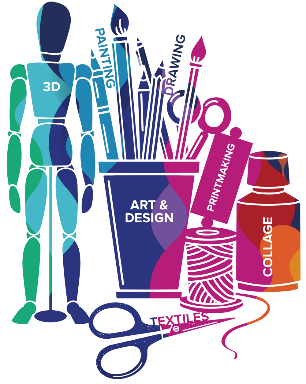 PAINTING
DRAWING
3D
PRINTMAKING
ART &
DESIGN
COLLAGE
TEXTILES